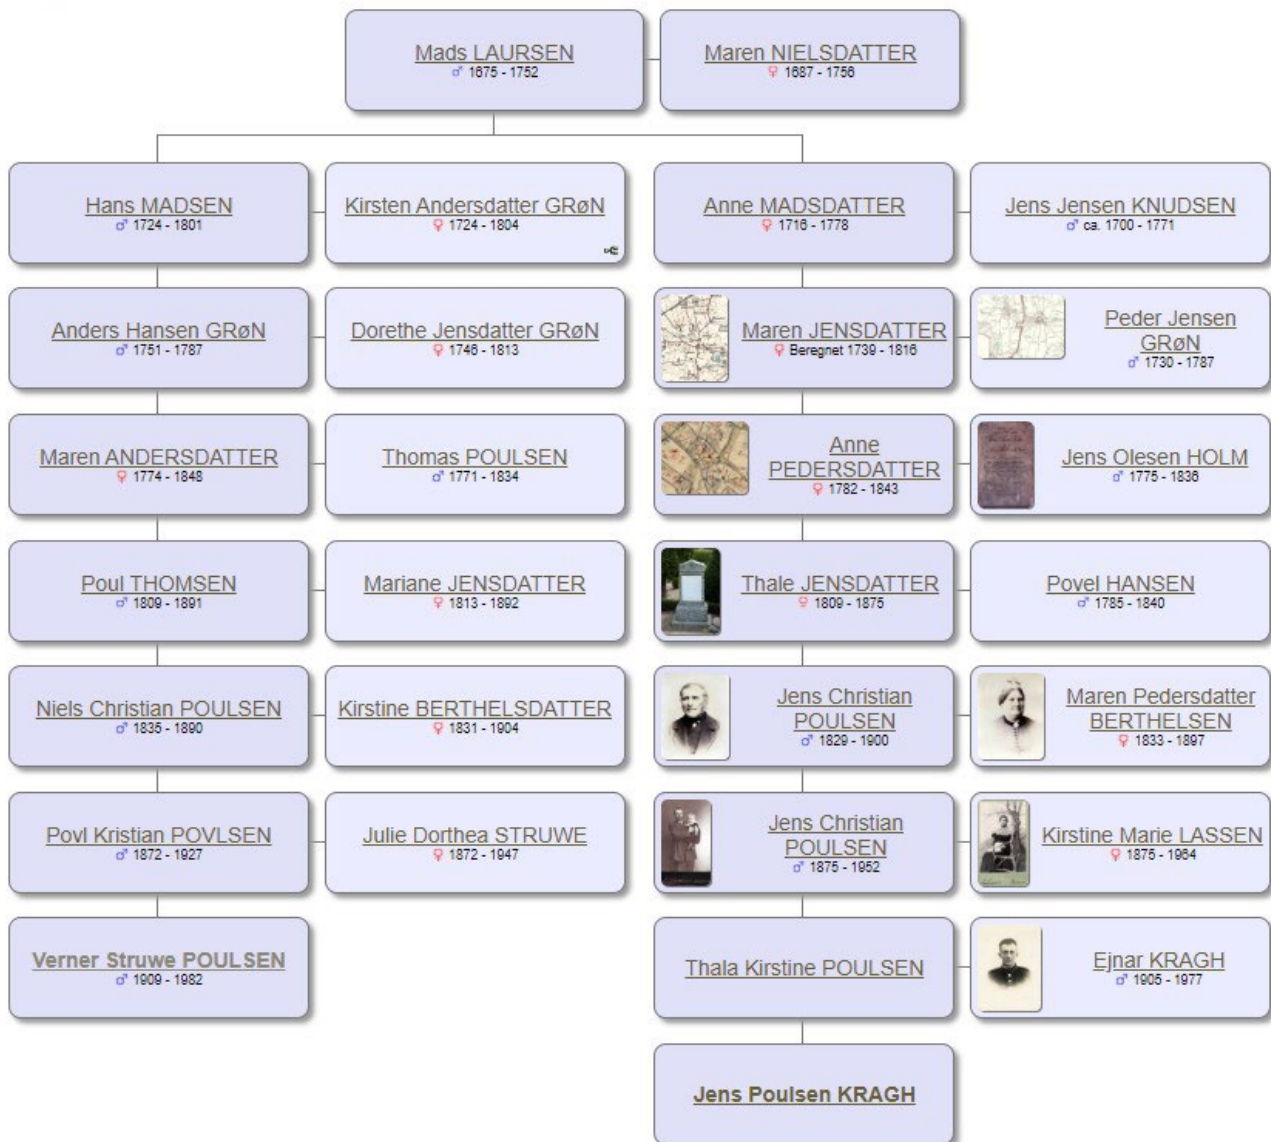 Mads LAURSEN
♂ 1675 - 1752
Maren NIELSDATTER
♀ 1687 - 1756
Hans MADSEN
♂ 1724 - 1801
Kirsten Andersdatter GRøN
♀ 1724 - 1804
Anne MADSDATTER
♀ 1716 - 1778
Jens Jensen KNUDSEN
♂ ca. 1700 - 1771
Anders Hansen GRøN
♂ 1751 - 1787
Dorethe Jensdatter GRøN
♀ 1746 - 1813
Maren JENSDATTER
♀ Beregnet 1739 - 1816
Peder Jensen
GRøN
♂ 1730 - 1787
Maren ANDERSDATTER
♀ 1774 - 1848
Thomas POULSEN
♂ 1771 - 1834
Anne
PEDERSDATTER
♀ 1782 - 1843
Jens Olesen HOLM
♂ 1775 - 1836
Poul THOMSEN
♂ 1809 - 1891
Mariane JENSDATTER
♀ 1813 - 1892
Thale JENSDATTER
♀ 1809 - 1875
Povel HANSEN
♂ 1785 - 1840
Niels Christian POULSEN
♂ 1835 - 1890
Kirstine BERTHELSDATTER
♀ 1831 - 1904
Jens Christian
POULSEN
♂ 1829 - 1900
Maren Pedersdatter
BERTHELSEN
♀ 1833 - 1897
Povl Kristian POVLSEN
♂ 1872 - 1927
Julie Dorthea STRUWE
♀ 1872 - 1947
Jens Christian
POULSEN
♂ 1875 - 1952
Kirstine Marie LASSEN
♀ 1875 - 1964
Verner Struwe POULSEN
♂ 1909 - 1982
Thala Kirstine POULSEN
Ejnar KRAGH
♂ 1905 - 1977
Jens Poulsen KRAGH